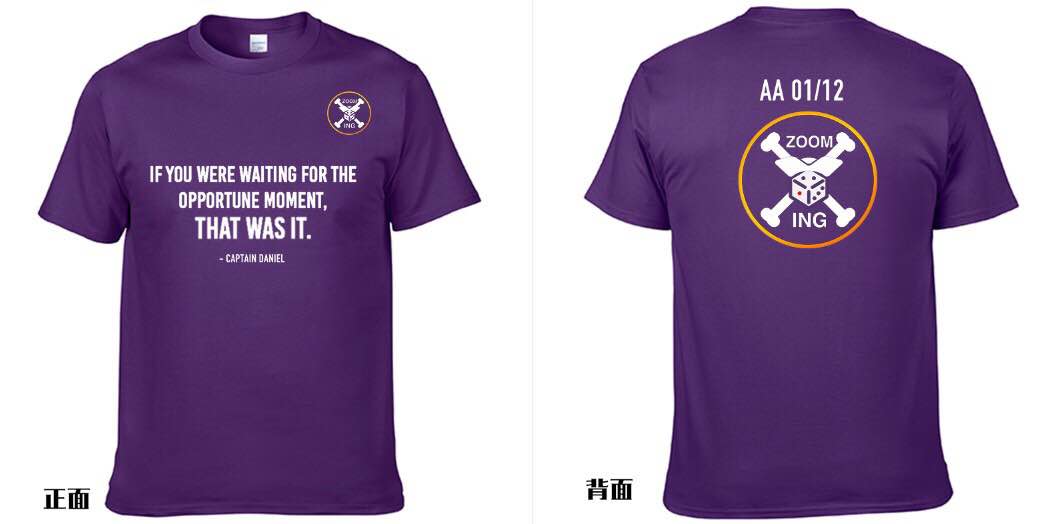 ZOOM
ING
IF YOU WERE WAITING FOR THE
OPPORTUNE MOMENT,
THAT WAS IT.
- CAPTAIN DANIEL
正面
AA 01/12
ZOOM
ING
背面